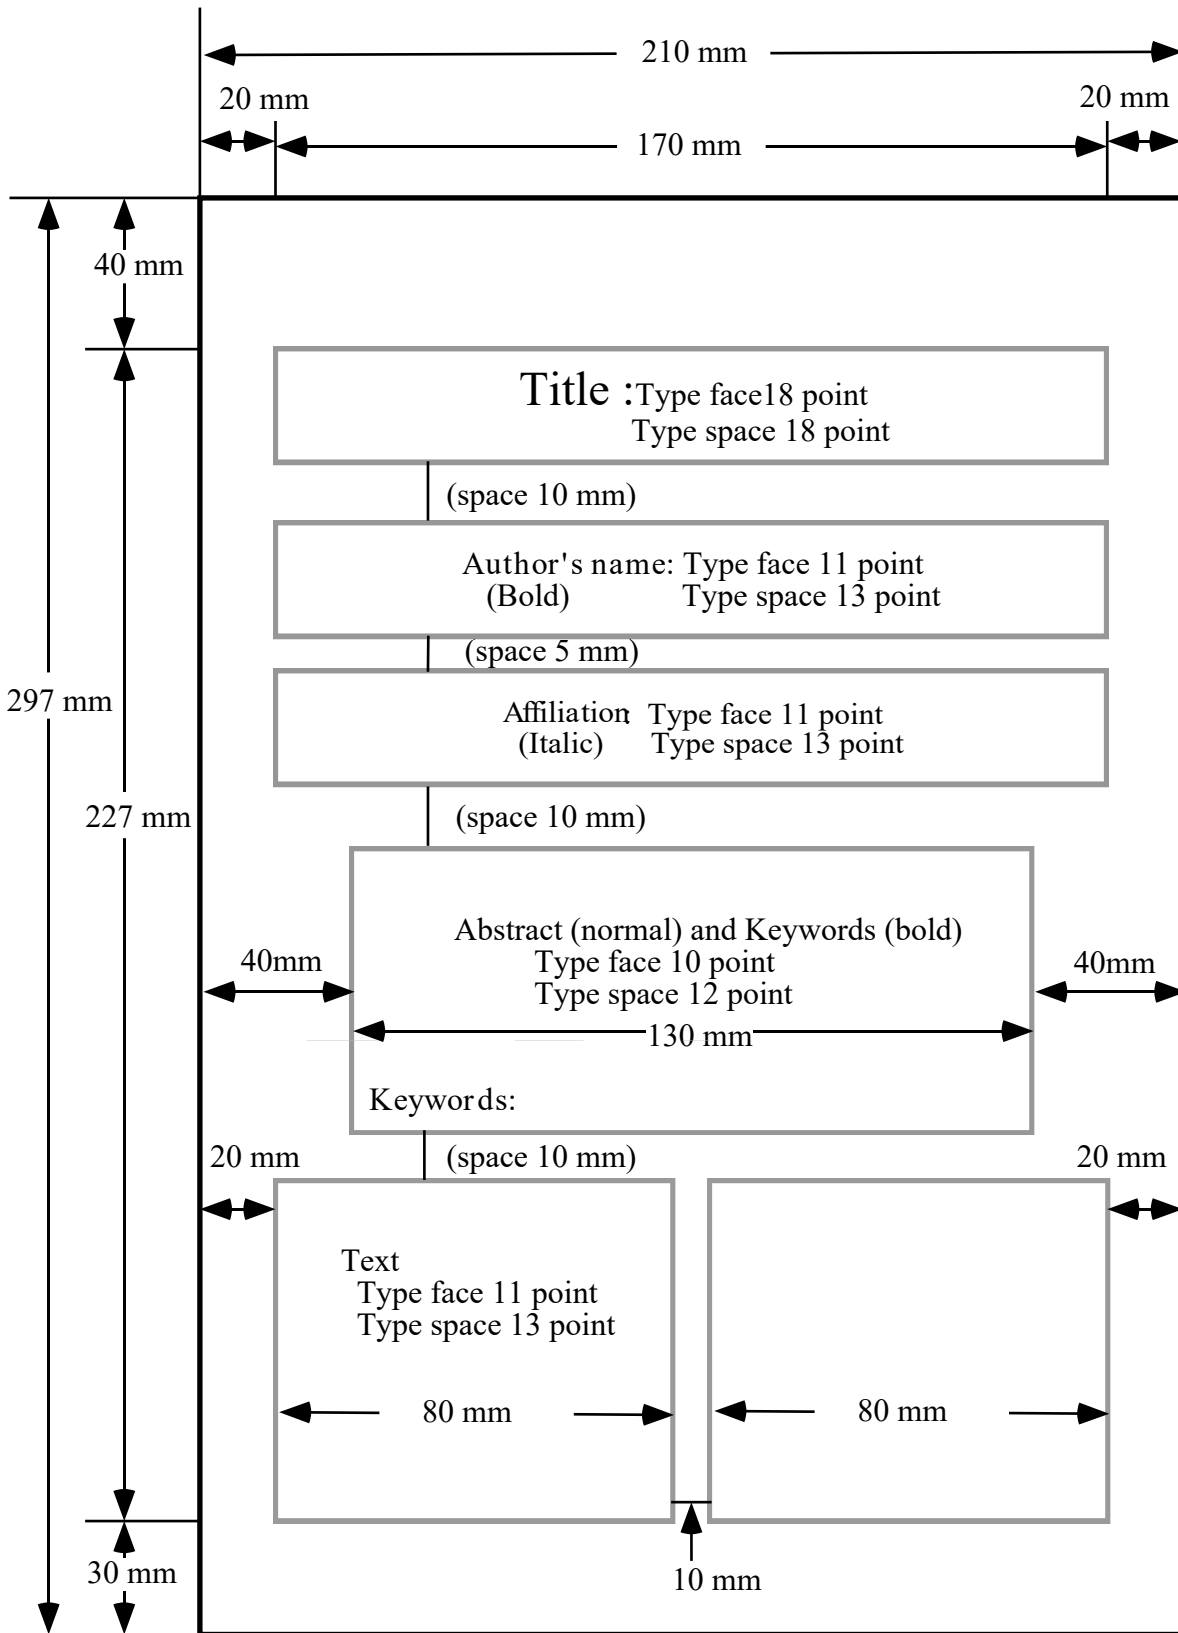 210 mm
20 mm
20 mm
170 mm
40 mm
Title :Type face18 point
Type space 18 point
(space 10 mm)
Author's name: Type face 11 point
(Bold) Type space 13 point
(space 5 mm)
297 mm
Affiliation: Type face 11 point
(Italic) Type space 13 point
227 mm
(space 10 mm)
Abstract (normal) and Keywords (bold)
40mm
Type face 10 point
40mm
Type space 12 point
130 mm
Keywords:
20 mm
(space 10 mm)
20 mm
Text
Type face 11 point
Type space 13 point
80 mm
80 mm
30 mm
10 mm